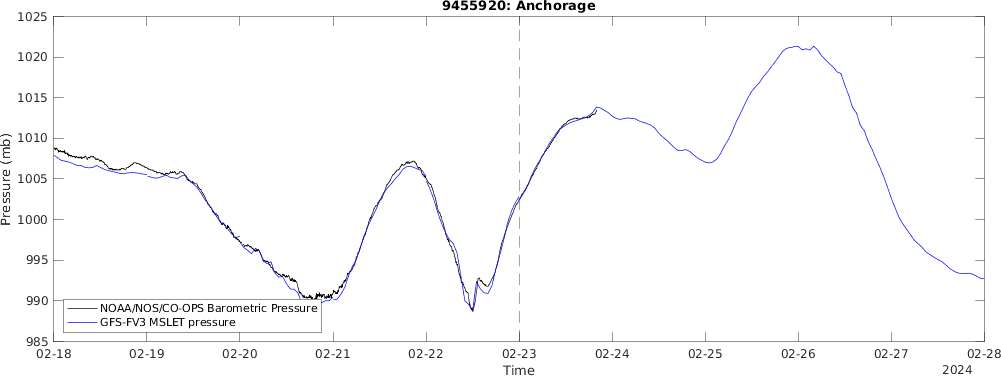 9455920: Anchorage
1025
1020
1015
1010
1005
1000
995
990
985
Pressure (mb)
NOAA/NOS/CO-OPS Barometric Pressure
GFS-FV3 MSLET pressure
02-18 02-19 02-20 02-21 02-22 02-23 02-24 02-25 02-26 02-27 02-28
Time
2024